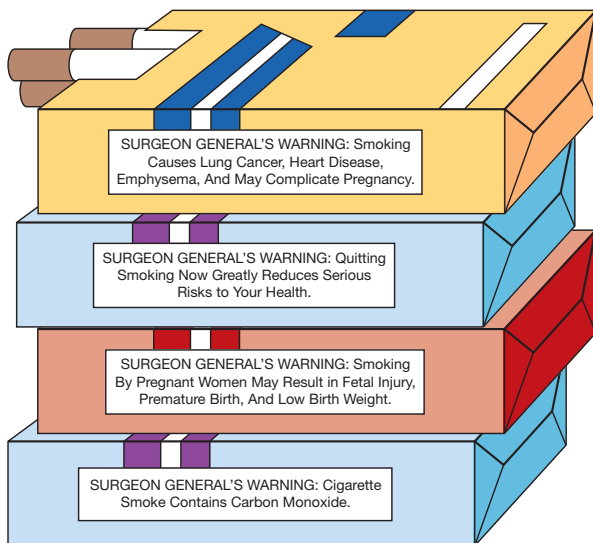 SURGEON GENERAL'S WARNING: Smoking
Causes Lung Cancer, Heart Disease,
Emphysema, And May Complicate Pregnancy.
SURGEON GENERAL'S WARNING: Quitting
Smoking Now Greatly Reduces Serious
Risks to Your Health.
SURGEON GENERAL'S WARNING: Smoking
By Pregnant Women May Result in Fetal Injury,
Premature Birth, And Low Birth Weight.
SURGEON GENERAL'S WARNING: Cigarette
Smoke Contains Carbon Monoxide.